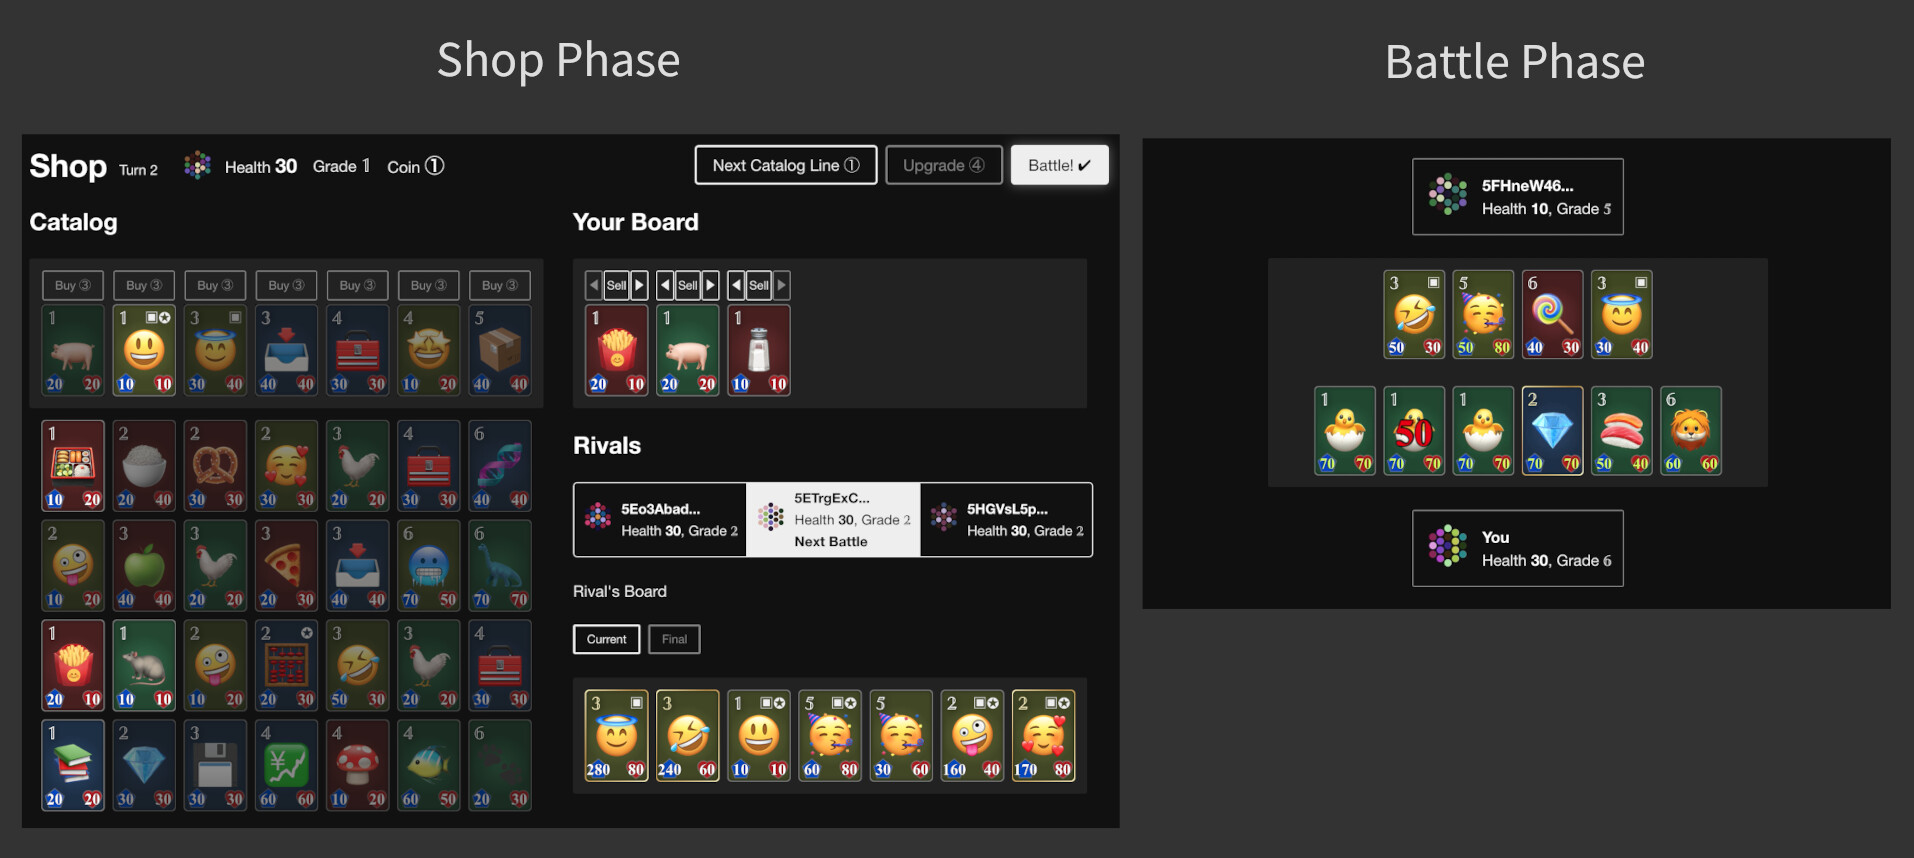 Shop Phase
Battle Phase
Shop Turn 2 Health 30 Grade 1 Coin ①
Next Catalog Line ① Upgrade ④ Battle! ✔
Catalog
Buy ③ Buy ③ Buy ③ Buy ③ Buy ③ Buy ③ Buy ③
1 1 3 3 4 4 5
20 20 10 10 30 40 40 40 30 30 10 20 40 40
1 2 2 2 3 4 6
10 20 20 40 30 30 30 30 20 20 30 30 40 40
2 3 3 3 3 6 6
10 20 40 40 20 20 20 30 40 40 70 50 70 70
1 1 2 2 3 3 4
20 10 10 10 10 20 20 30 50 30 20 20 30 30
1 2 3 4 4 4 6
20 20 30 30 30 30 60 60 10 20 60 50 20 30
Your Board
Sell Sell Sell
1 1 1
20 10 20 20 10 10
Rivals
5Eo3Abad...
Health 30, Grade 2
5ETrgExC...
Health 30, Grade 2
Next Battle
5HGVsL5p...
Health 30, Grade 2
Rival's Board
Current Final
3 3 1 5 5 2 2
280 80 240 60 10 10 60 80 30 60 160 40 170 80
5FHneW46...
Health 10, Grade 5
3 5 6 3
50 30 50 80 40 30 30 40
1 1 1 2 3 6
50
70 70 70 70 70 70 70 70 50 40 60 60
You
Health 30, Grade 6